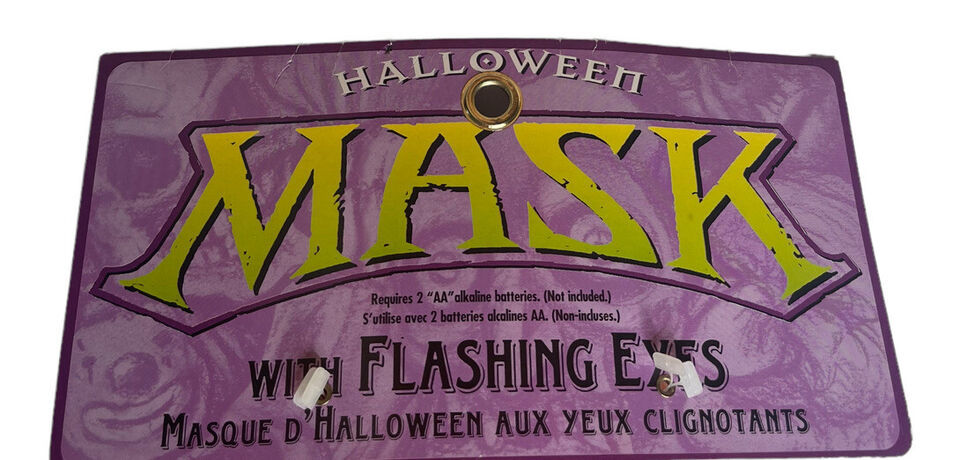 HALLOWEEN
MASK
Requires 2 "AA" alkaline batteries. (Not included.)
S'utilise avec 2 batteries alcalines AA. (Non-incluses.)
WITH FLASHING EYES
MASQUE D'HALLOWEEN AUX YEUX CLIGNOTANTS